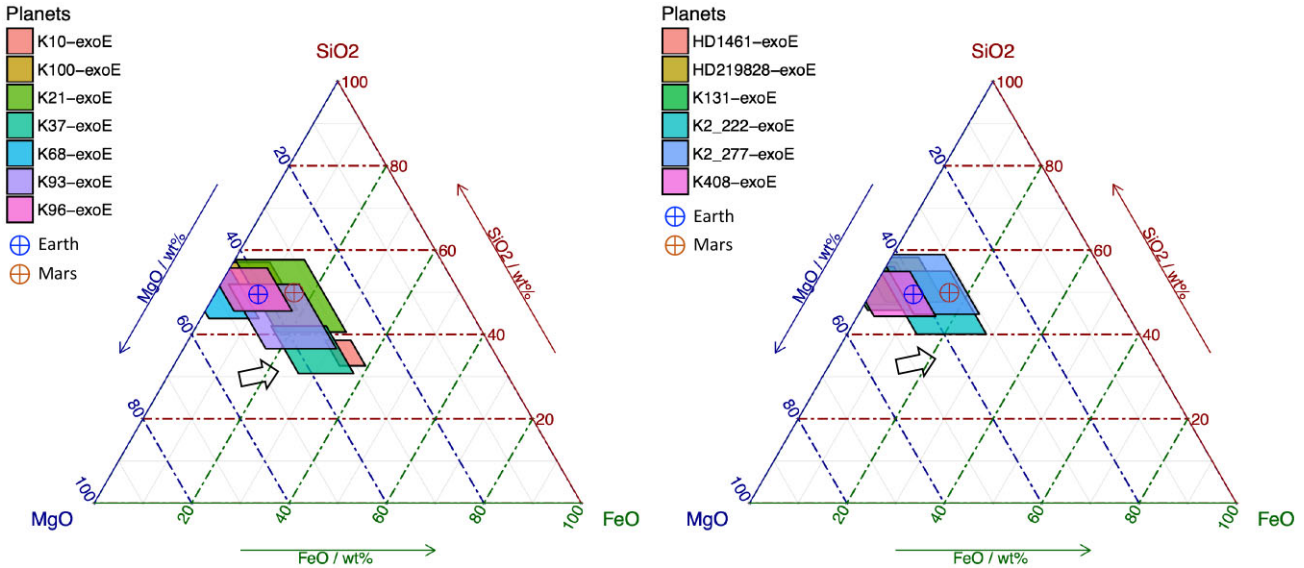 Planets
K10-exoE
K100-exoE
K21-exoE
K37-exoE
K68-exoE
K93-exoE
K96-exoE
Earth
Mars
SiO2
100
80
60
40
20
20
40
60
80
100
MgO / wt%
SiO2 / wt%
MgO
20
40
60
80
100
FeO
FeO / wt%
Planets
HD1461-exoE
HD219828-exoE
K131-exoE
K2_222-exoE
K2_277-exoE
K408-exoE
Earth
Mars
SiO2
100
80
60
40
20
20
40
60
80
100
MgO / wt%
SiO2 / wt%
MgO
20
40
60
80
100
FeO
FeO / wt%